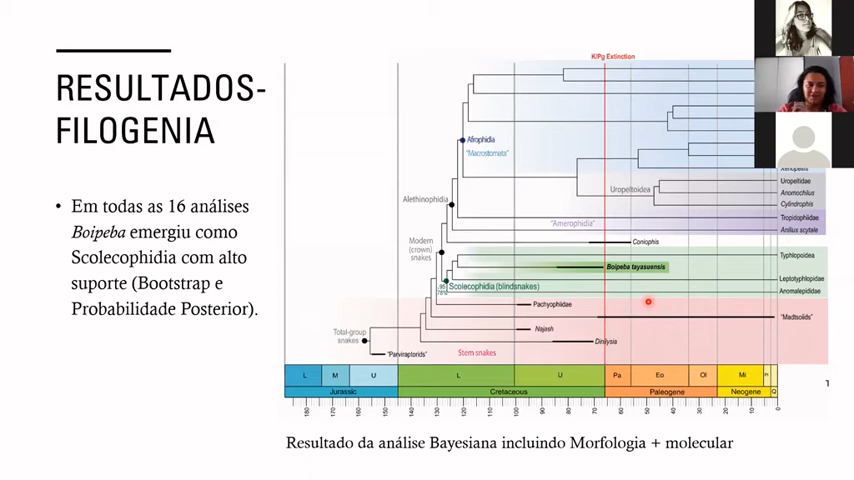 RESULTADOS-
FILOGENIA
• Em todas as 16 análises
Boipeba emergiu como
Scolecophidia com alto
suporte (Bootstrap e
Probabilidade Posterior).
K/Pg Extinction
Afrophidia
"Macrostomata"
Xenopeltis
Uropeltoidea
Uropeltidae
Anomochilus
Cylindrophis
Alethinophidia
"Amerophidia"
Tropidophiidae
Anilius scytale
Coniophis
Modern
(crown)
snakes
Typhlopoidea
Boipeba tayasuensis
Leptotyphlopidae
Scolecophidia (blindsnakes)
Anomalepididae
Pachyophiidae
"Madtsoiids"
Total-group
snakes
Najash
Dinilysia
"Parviraptorids"
Stem snakes
L M U L U Pa Eo Ol Mi
Jurassic Cretaceous Paleogene Neogene Q
180 170 160 150 140 130 120 110 100 90 80 70 60 50 40 30 20 10 0
Resultado da análise Bayesiana incluindo Morfologia + molecular